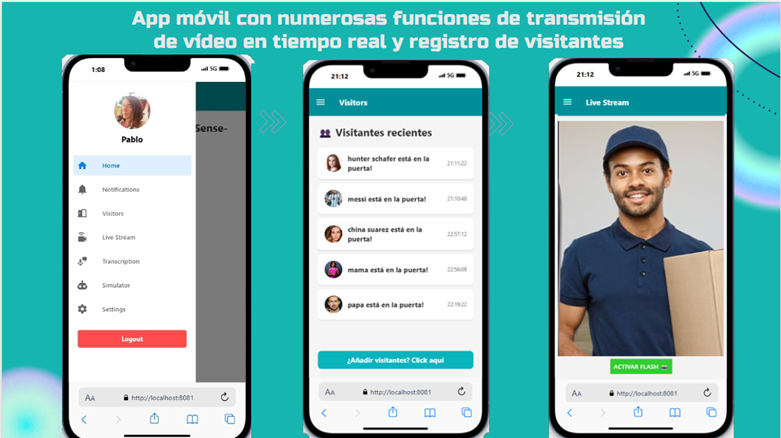 App móvil con numerosas funciones de transmisión
de vídeo en tiempo real y registro de visitantes
1:08
5G
Sense-
Pablo
Home
Notifications
Visitors
Live Stream
Transcription
Simulator
Settings
Logout
AA
http://localhost:8081
21:12
5G
Visitors
Visitantes recientes
hunter schafer está en la
puerta!
21:11:22
messi está en la puerta!
21:10:48
china suarez está en la
puerta!
22:57:12
mama está en la puerta!
22:56:09
papa está en la puerta!
22:19:22
¿Añadir visitantes? Click aquí
AA
http://localhost:8081
21:12
5G
Live Stream
ACTIVAR FLASH
AA
http://localhost:8081